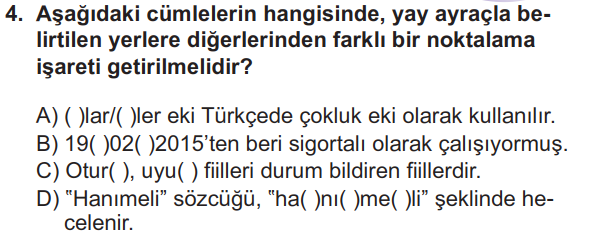 4. Aşağıdaki cümlelerin hangisinde, yay ayraçla be-
lirtilen yerlere diğerlerinden farklı bir noktalama
işareti getirilmelidir?
A) ( )lar/( )ler eki Türkçede çokluk eki olarak kullanılır.
B) 19( )02( )2015’ten beri sigortalı olarak çalışıyormuş.
C) Otur( ), uyu( ) fiilleri durum bildiren fiillerdir.
D) "Hanımeli” sözcüğü, "ha( )nı( )me( )li” şeklinde he-
celenir.